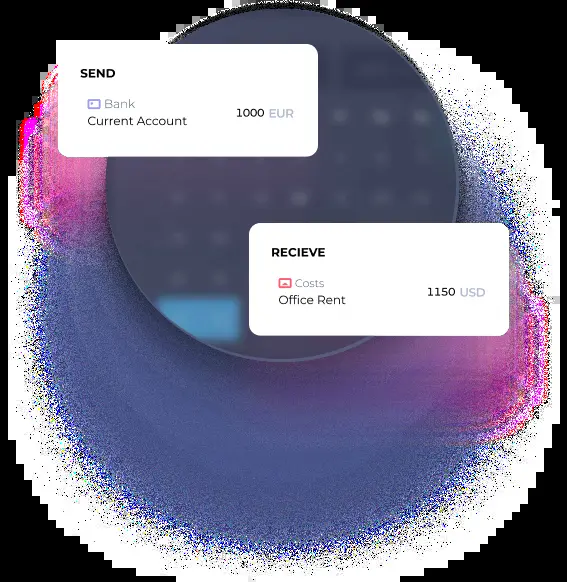 SEND
Bank
Current Account
1000 EUR
RECIEVE
Costs
Office Rent
1150 USD